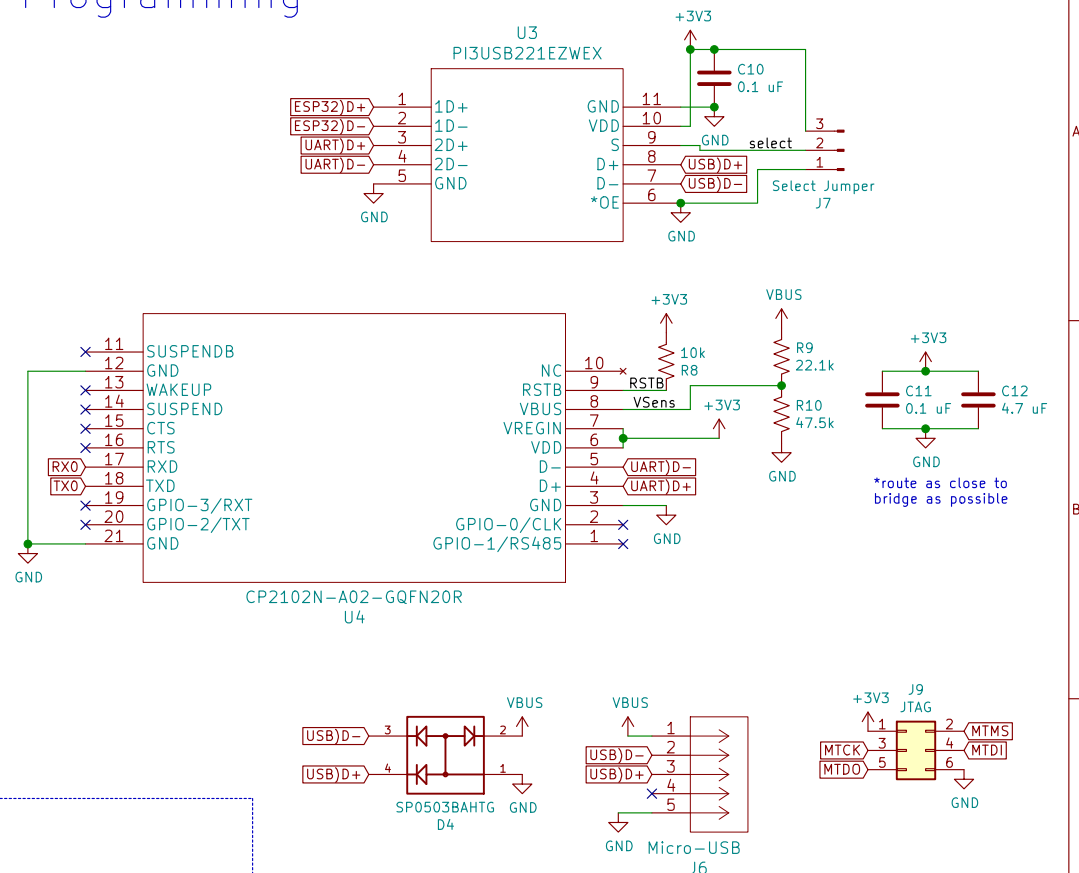 Programming
+3V3
U3
PI3USB221EZWEX
C10
0.1 uF
GND
ESP32)D+ 1 1D+
ESP32)D- 2 1D-
UART)D+ 3 2D+
UART)D- 4 2D-
5 GND
GND
GND 11
VDD 10
S 9 select
D+ 8 USB)D+
D- 7 USB)D-
*OE 6
GND
3
2
1
Select Jumper
J7
A
11 SUSPENDB
12 GND
13 WAKEUP
14 SUSPEND
15 CTS
16 RTS
RX0 17 RXD
TX0 18 TXD
19 GPIO-3/RXT
20 GPIO-2/TXT
21 GND
GND
NC 10
RSTB 9 RSTB
VBUS 8 VSens
VREGIN 7
VDD 6
D- 5 UART)D-
D+ 4 UART)D+
GND 3
GPIO-0/CLK 2
GPIO-1/RS485 1
GND
CP2102N-A02-GQFN20R
U4
+3V3
10k
R8
VBUS
R9
22.1k
R10
47.5k
GND
+3V3
+3V3
C11
0.1 uF
C12
4.7 uF
GND
*route as close to
bridge as possible
B
VBUS
USB)D- 3
2
USB)D+ 4
1
GND
SP0503BAHTG
D4
VBUS
1
USB)D- 2
USB)D+ 3
4
5
GND
Micro-USB
J6
J9
JTAG
+3V3
1 2 MTMS
MTCK 3 4 MTDI
MTDO 5 6
GND